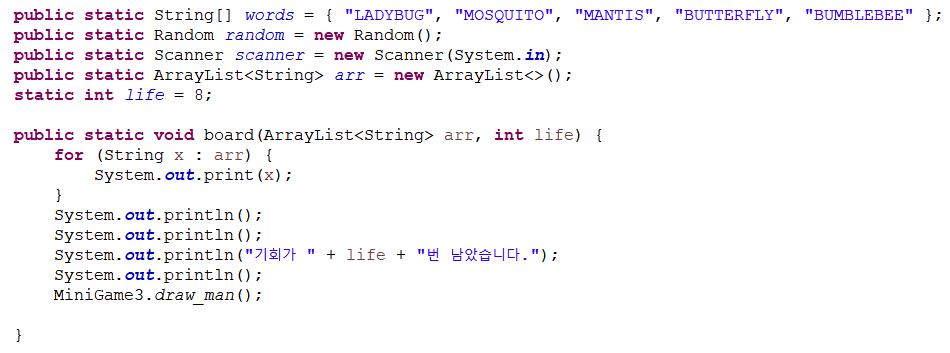 public static String[] words = { "LADYBUG", "MOSQUITO", "MANTIS", "BUTTERFLY", "BUMBLEBEE" };
public static Random random = new Random();
public static Scanner scanner = new Scanner(System.in);
public static ArrayList<String> arr = new ArrayList<>();
static int life = 8;

public static void board(ArrayList<String> arr, int life) {
    for (String x : arr) {
        System.out.print(x);
    }
    System.out.println();
    System.out.println();
    System.out.println("기회가 " + life + "번 남았습니다.");
    System.out.println();
    MiniGame3.draw_man();

}